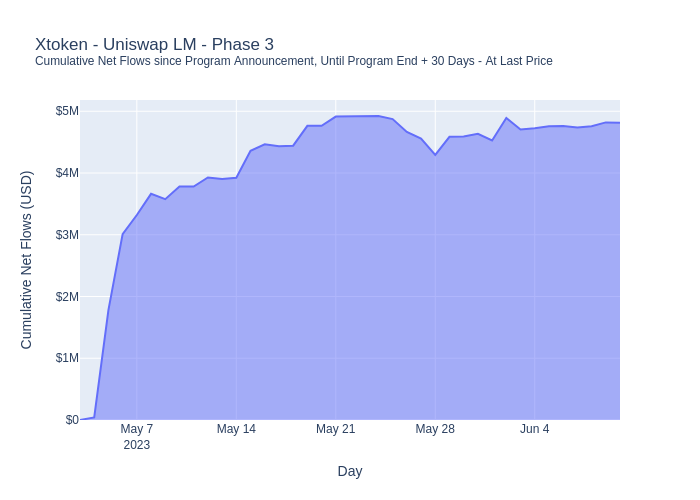 Xtoken - Uniswap LM - Phase 3
Cumulative Net Flows since Program Announcement, Until Program End + 30 Days - At Last Price
Cumulative Net Flows (USD)
$5M
$4M
$3M
$2M
$1M
$0
May 7
2023
May 14
May 21
May 28
Jun 4
Day